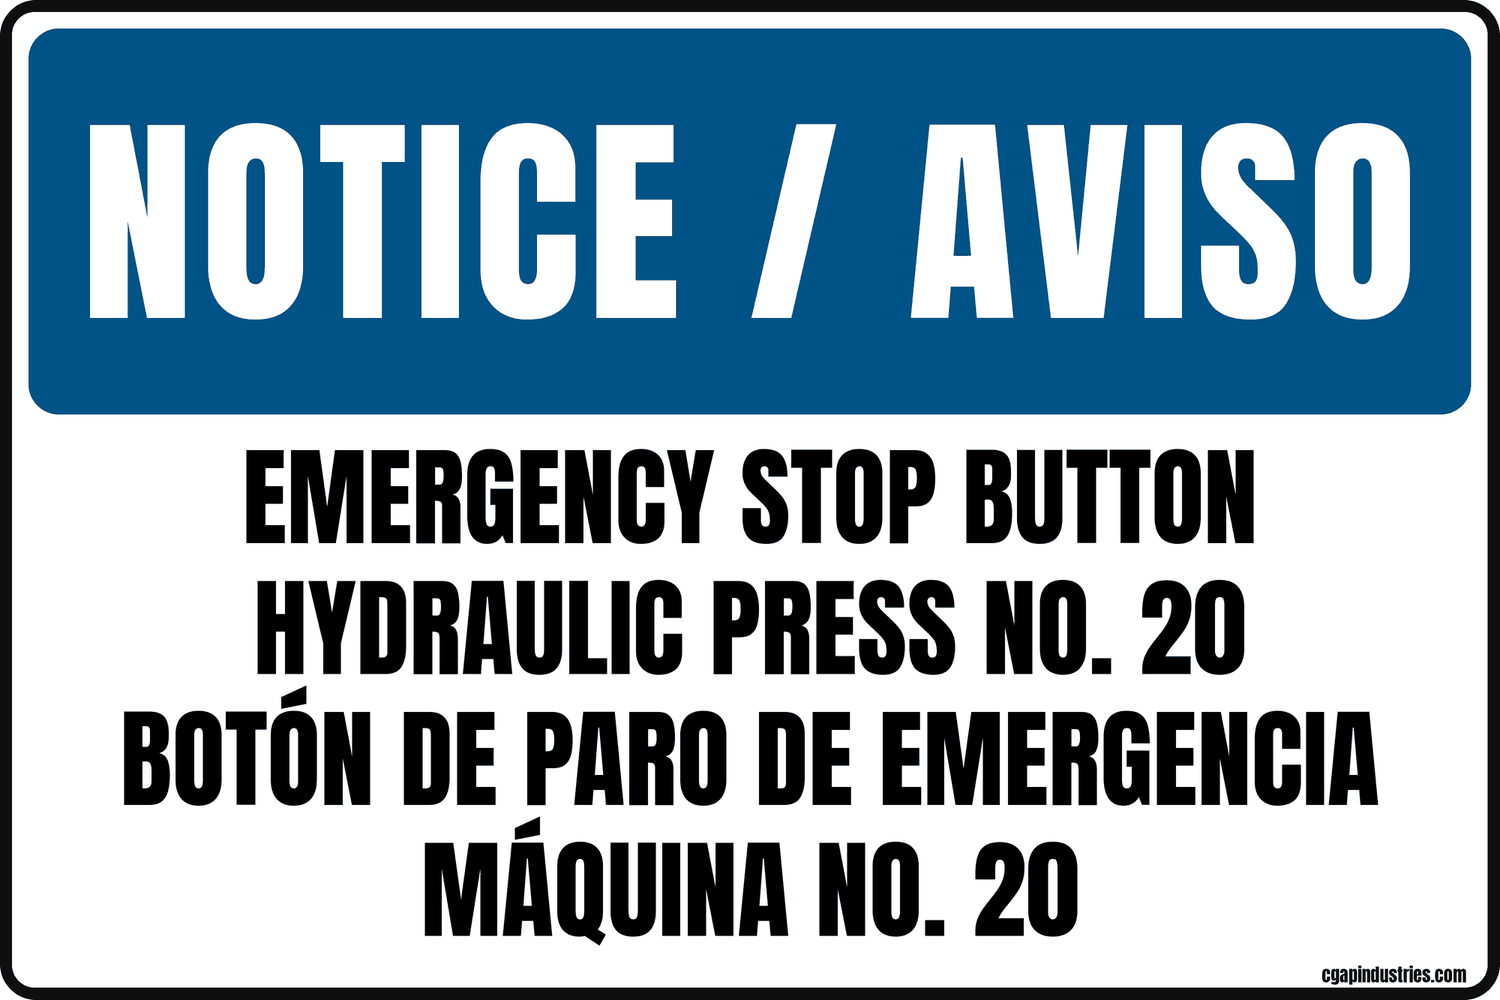 NOTICE / AVISO
EMERGENCY STOP BUTTON
HYDRAULIC PRESS NO. 20
BOTÓN DE PARO DE EMERGENCIA
MÁQUINA NO. 20
cgapindustries.com